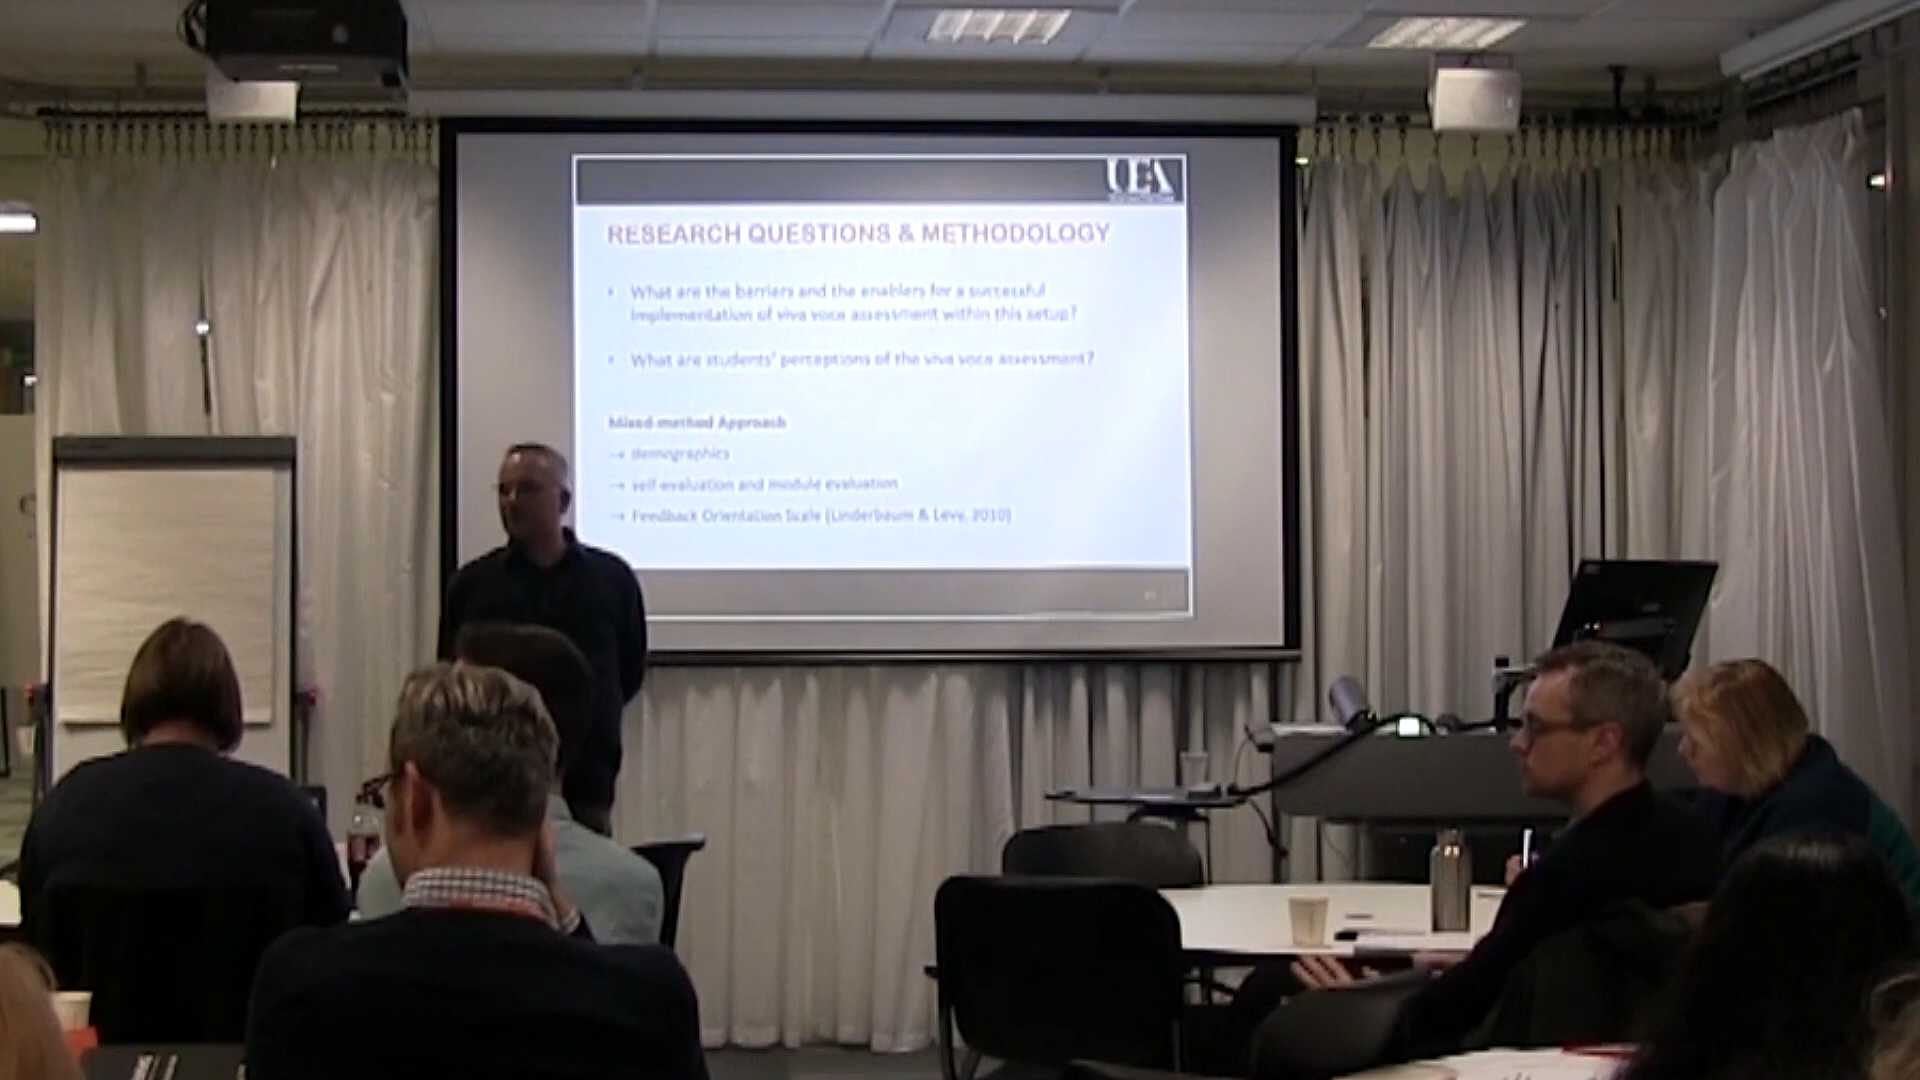 UEA
RESEARCH QUESTIONS & METHODOLOGY
• What are the barriers and the enablers for a successful
implementation of viva voce assessment within this setup?
• What are students' perceptions of the viva voce assessment?
Mixed-method Approach
→ demographics
→ self-evaluation and module evaluation
→ Feedback Orientation Scale (Linderbaum & Levy, 2010)